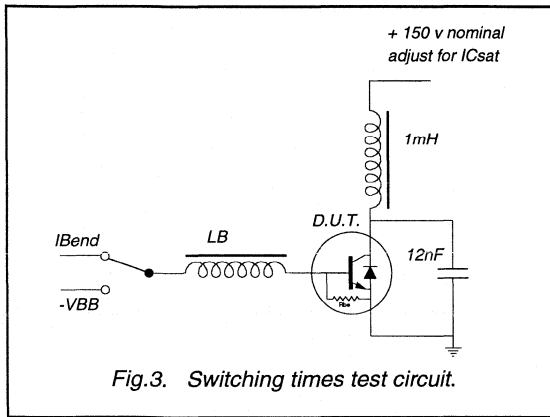 + 150 v nominal
adjust for ICsat
1mH
D.U.T.
LB
IBend
12nF
-VBB
Rbe
Fig.3. Switching times test circuit.